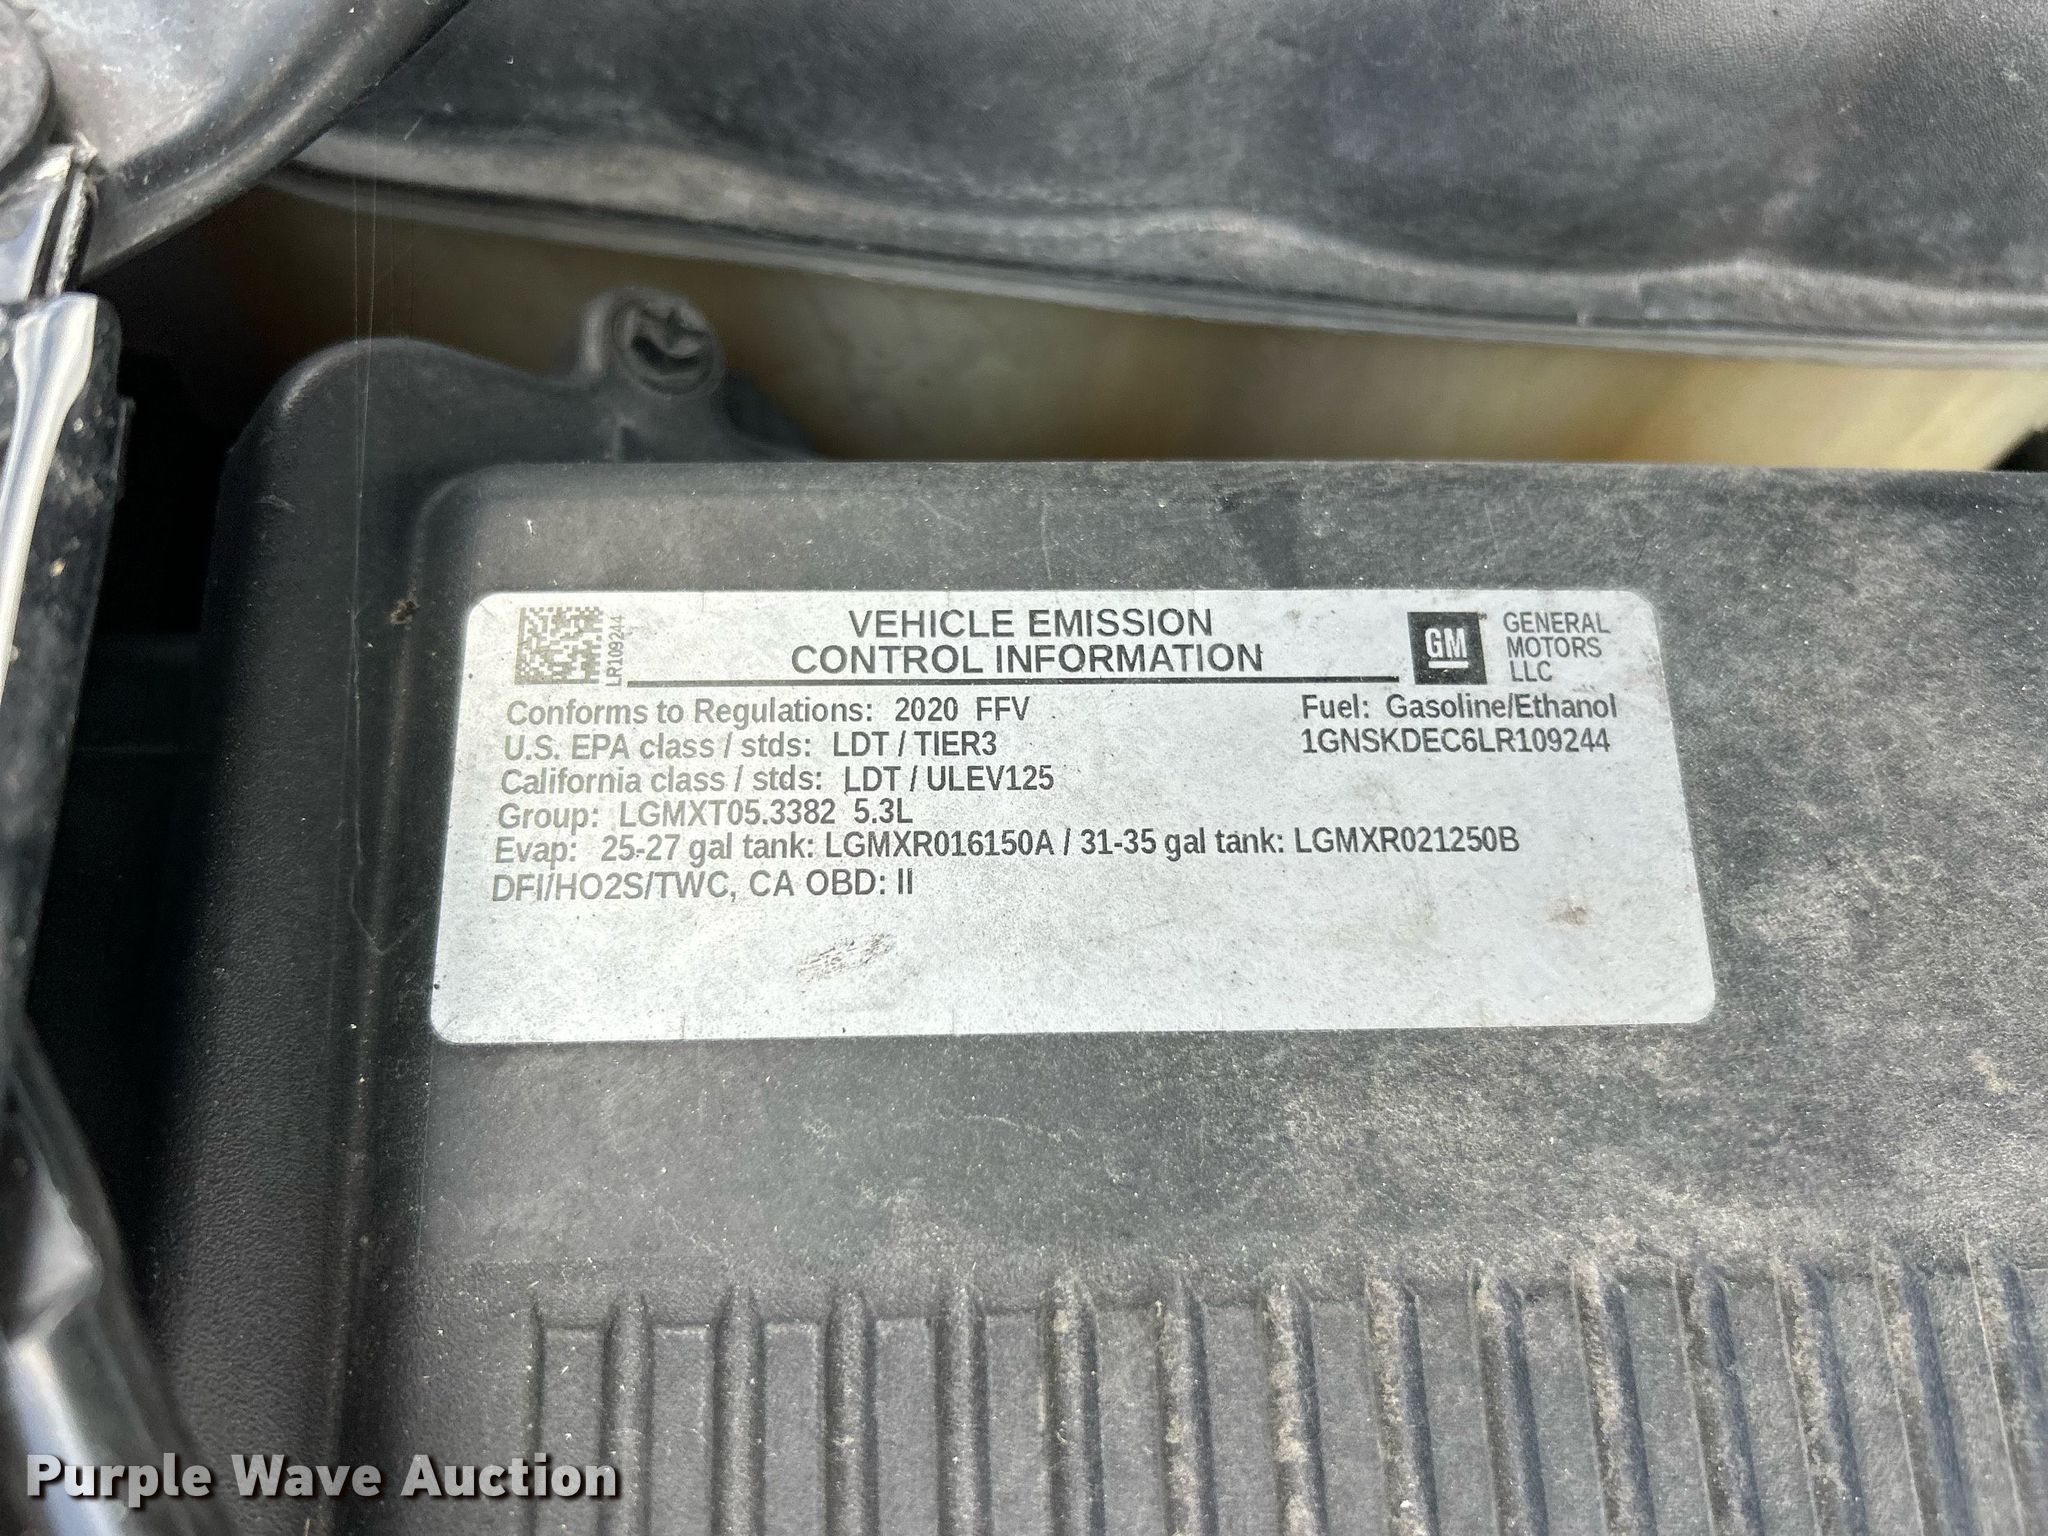 LR109244
VEHICLE EMISSION
CONTROL INFORMATION
GM
GENERAL
MOTORS
LLC
Conforms to Regulations: 2020 FFV
Fuel: Gasoline/Ethanol
U.S. EPA class / stds: LDT / TIER3
1GNSKDEC6LR109244
California class / stds: LDT / ULEV125
Group: LGMXT05.3382 5.3L
Evap: 25-27 gal tank: LGMXR016150A / 31-35 gal tank: LGMXR021250B
DFI/HO2S/TWC, CA OBD: II
Purple Wave Auction